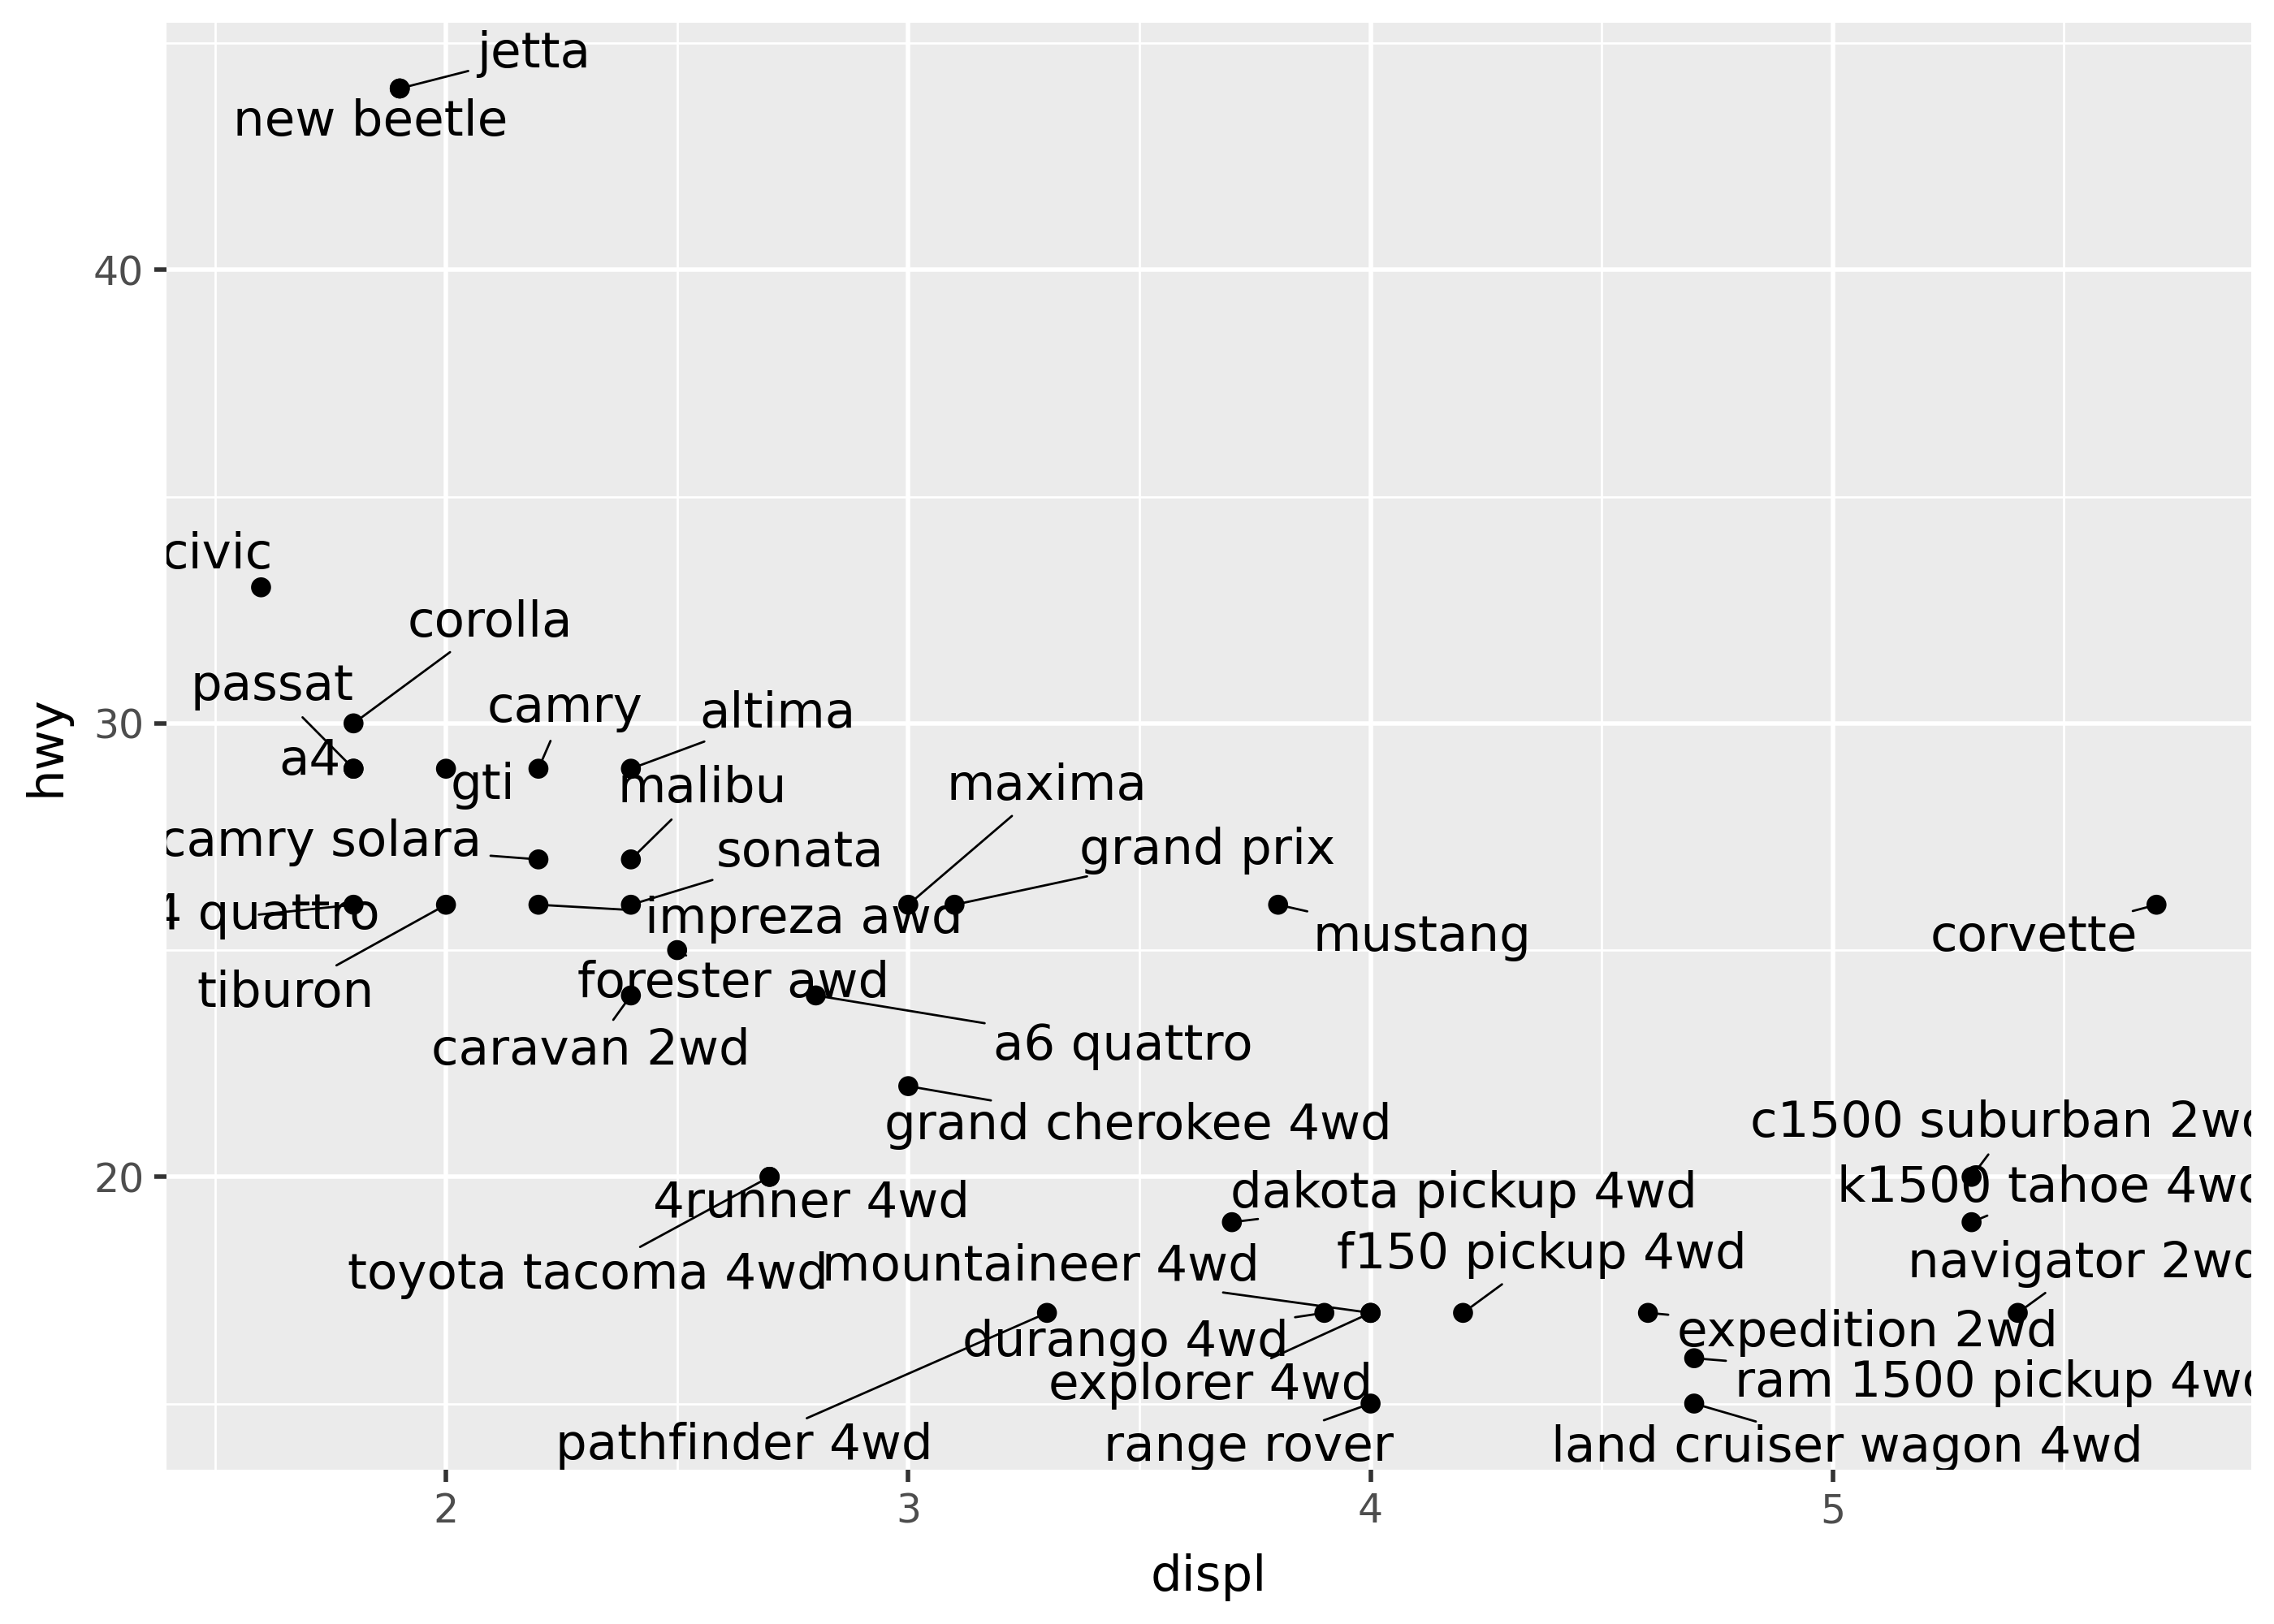 jetta
new beetle
40
civic
corolla
passat
camry
altima
30
a4
gti
malibu
maxima
camry solara
sonata
grand prix
4 quattro
impreza awd
mustang
corvette
tiburon
forester awd
caravan 2wd
a6 quattro
grand cherokee 4wd
c1500 suburban 2wd
20
4runner 4wd
dakota pickup 4wd
k1500 tahoe 4wd
toyota tacoma 4wd
mountaineer 4wd
f150 pickup 4wd
navigator 2wd
durango 4wd
expedition 2wd
explorer 4wd
ram 1500 pickup 4wd
pathfinder 4wd
range rover
land cruiser wagon 4wd
2
3
4
5
displ
hwy